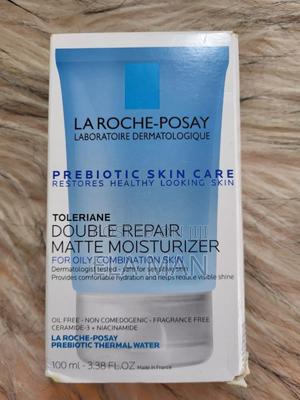 LA ROCHE-POSAY
LABORATOIRE DERMATOLOGIQUE
PREBIOTIC SKIN CARE
RESTORES HEALTHY LOOKING SKIN
TOLERIANE
DOUBLE REPAIR
MATTE MOISTURIZER
FOR OILY, COMBINATION SKIN
Dermatologist tested - safe for sensitive skin
Provides comfortable hydration and helps reduce visible shine
OIL FREE - NON COMEDOGENIC - FRAGRANCE FREE
CERAMIDE-3 + NIACINAMIDE
LA ROCHE-POSAY
PREBIOTIC THERMAL WATER
100 ml - 3.38 FL.OZ Made in France